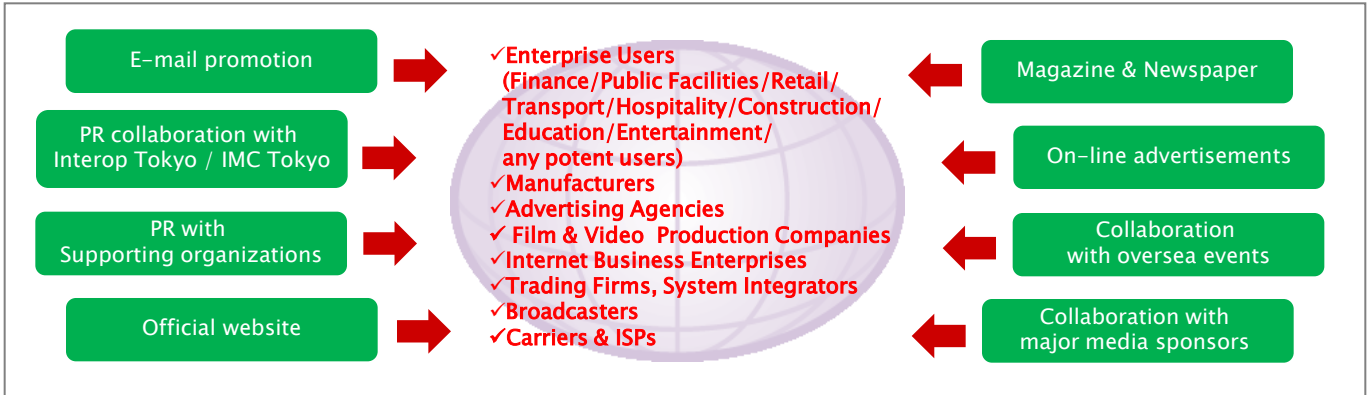 E-mail promotion
PR collaboration with
Interop Tokyo / IMC Tokyo
PR with
Supporting organizations
Official website
✓Enterprise Users
(Finance/Public Facilities/Retail/
Transport/Hospitality/Construction/
Education/Entertainment/
any potent users)
✓Manufacturers
✓Advertising Agencies
✓ Film & Video Production Companies
✓Internet Business Enterprises
✓Trading Firms, System Integrators
✓Broadcasters
✓Carriers & ISPs
Magazine & Newspaper
On-line advertisements
Collaboration
with oversea events
Collaboration with
major media sponsors